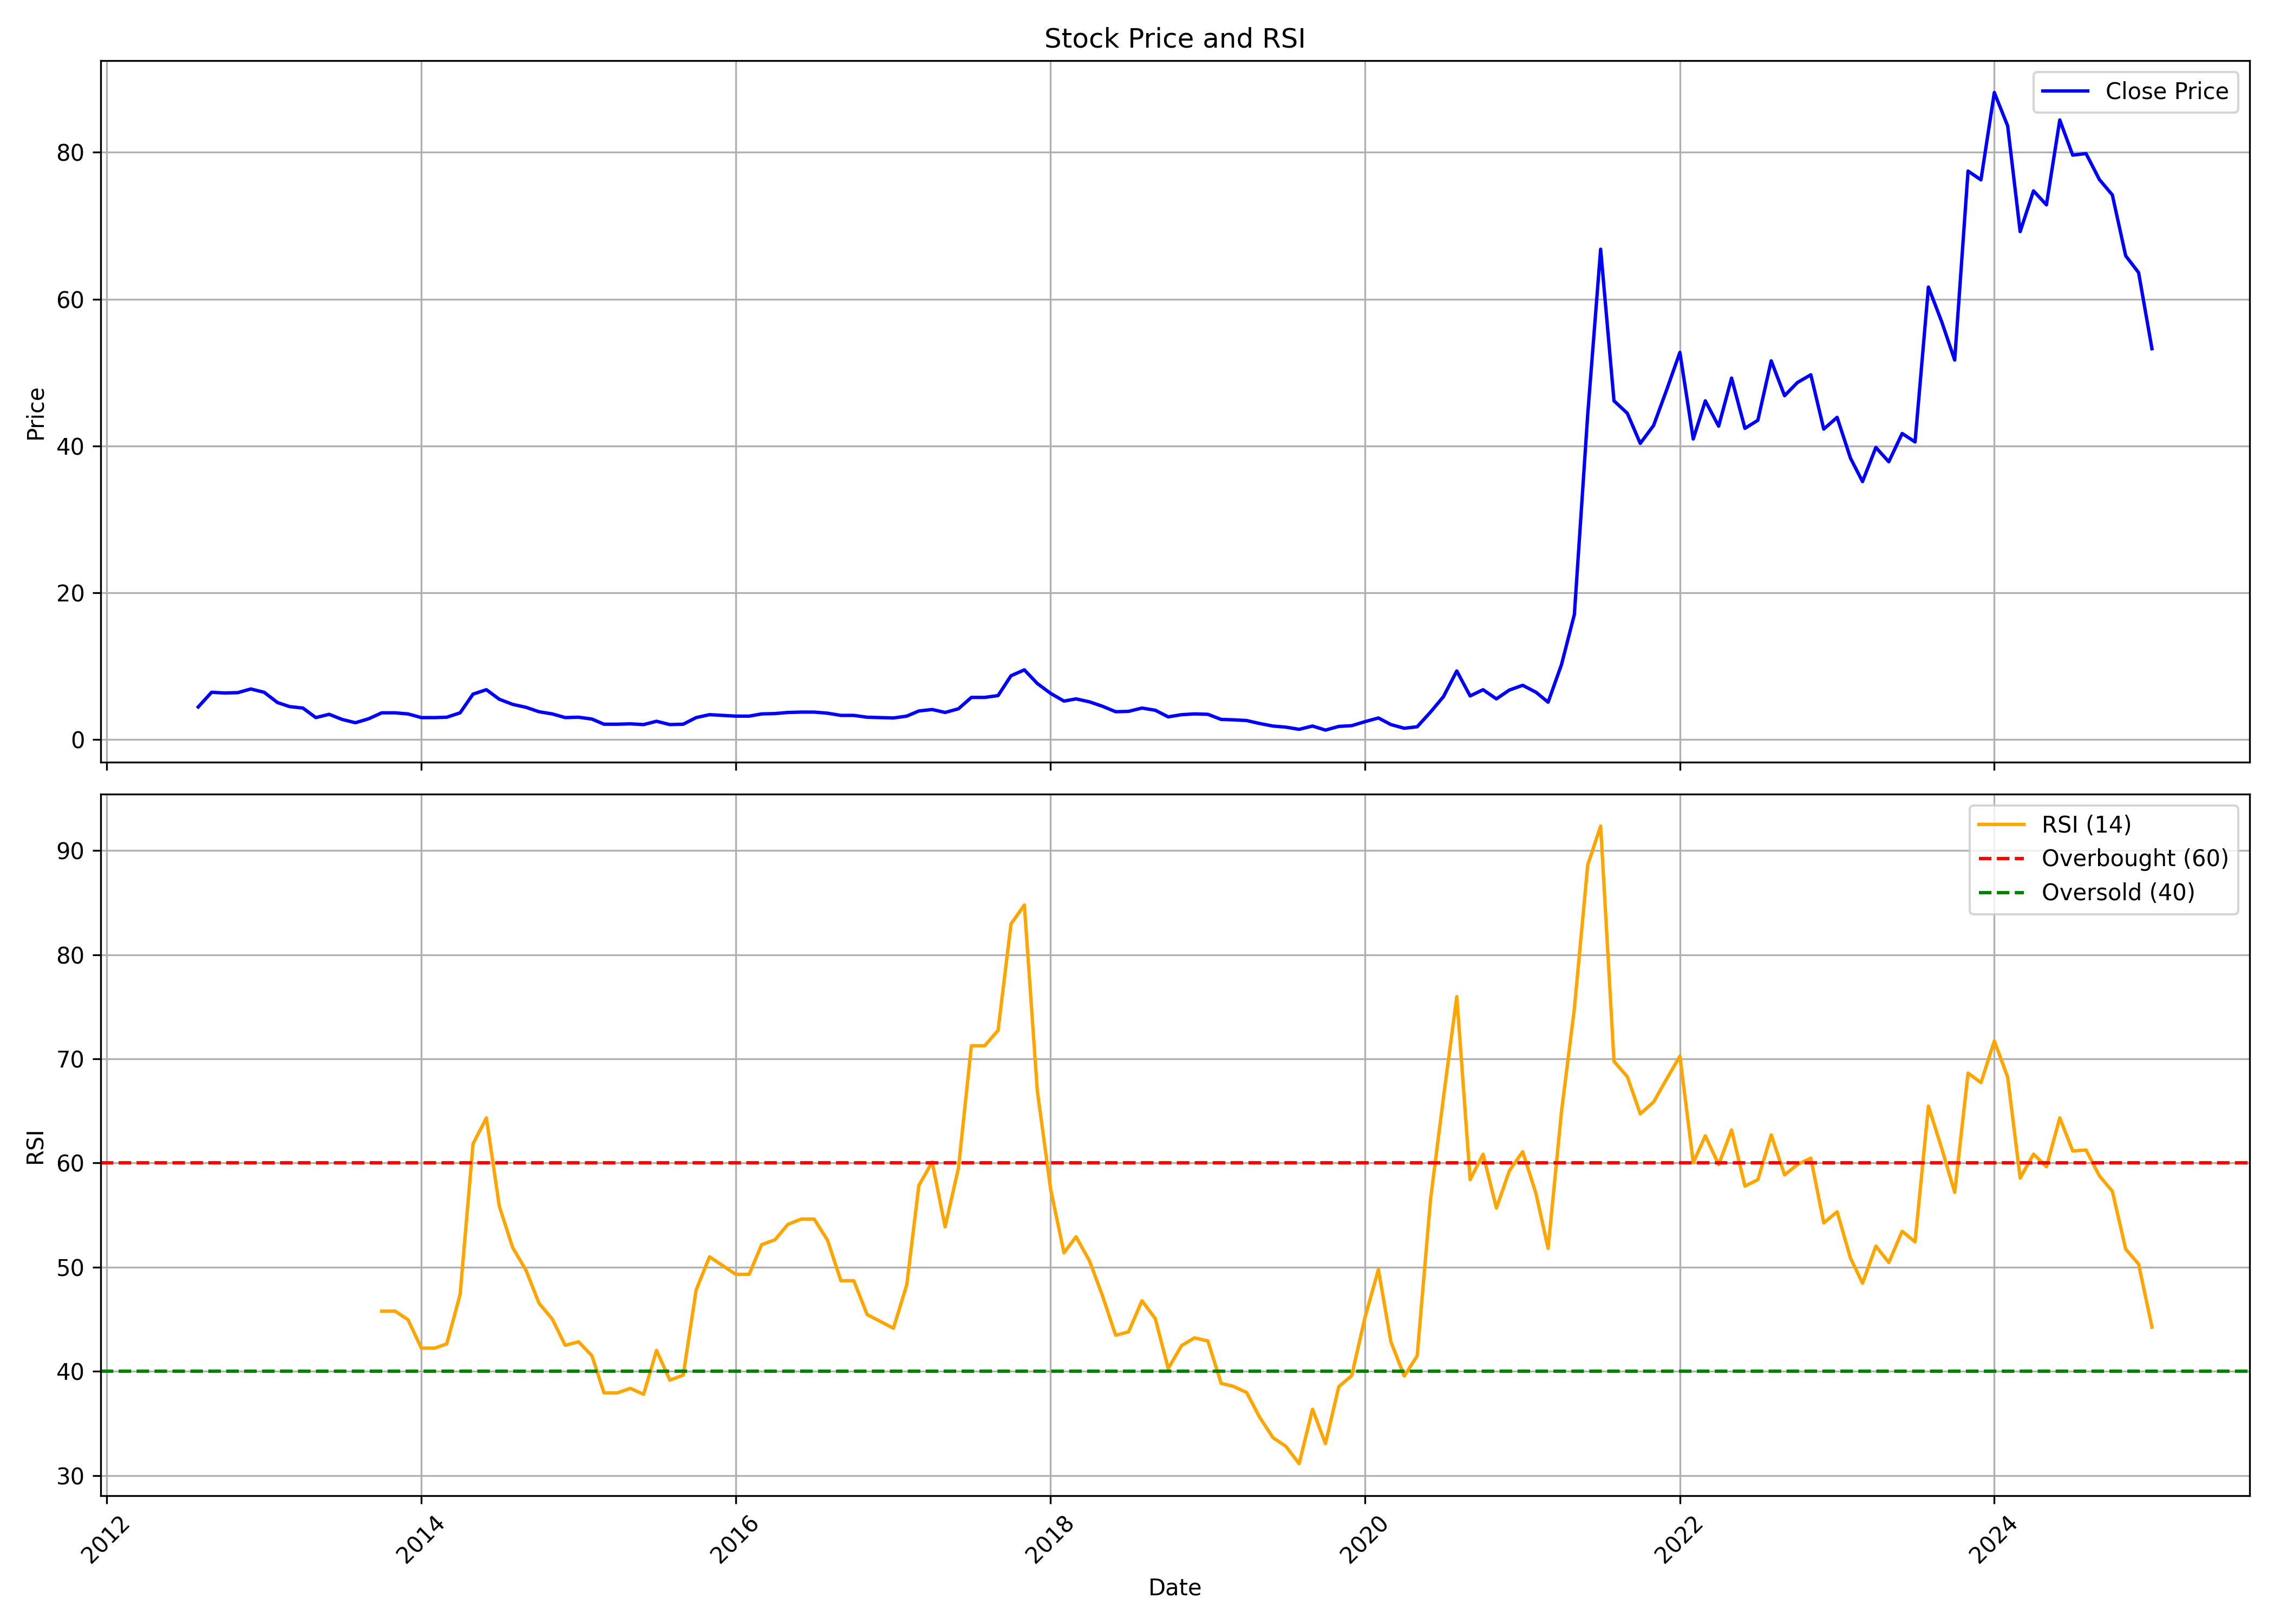 Stock Price and RSI
Close Price
80
60
40
20
0
Price
RSI (14)
Overbought (60)
Oversold (40)
90
80
70
60
50
40
30
RSI
2012
2014
2016
2018
2020
2022
2024
Date